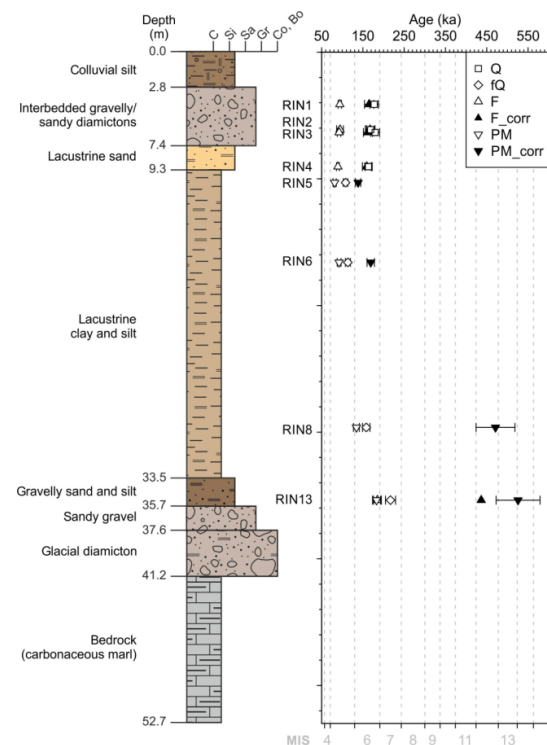 Depth
(m)
C
Si
Sa
Gr
Co, Bo
Age (ka)
50
150
250
350
450
550
0.0
Colluvial silt
2.8
Interbedded gravelly/
sandy diamictons
7.4
Lacustrine sand
9.3
Lacustrine
clay and silt
33.5
Gravelly sand and silt
35.7
Sandy gravel
37.6
Glacial diamicton
41.2
Bedrock
(carbonaceous marl)
52.7
RIN1
RIN2
RIN3
RIN4
RIN5
RIN6
RIN8
RIN13
Q
fQ
F
F_corr
PM
PM_corr
MIS 4 6 7 8 9 11 13